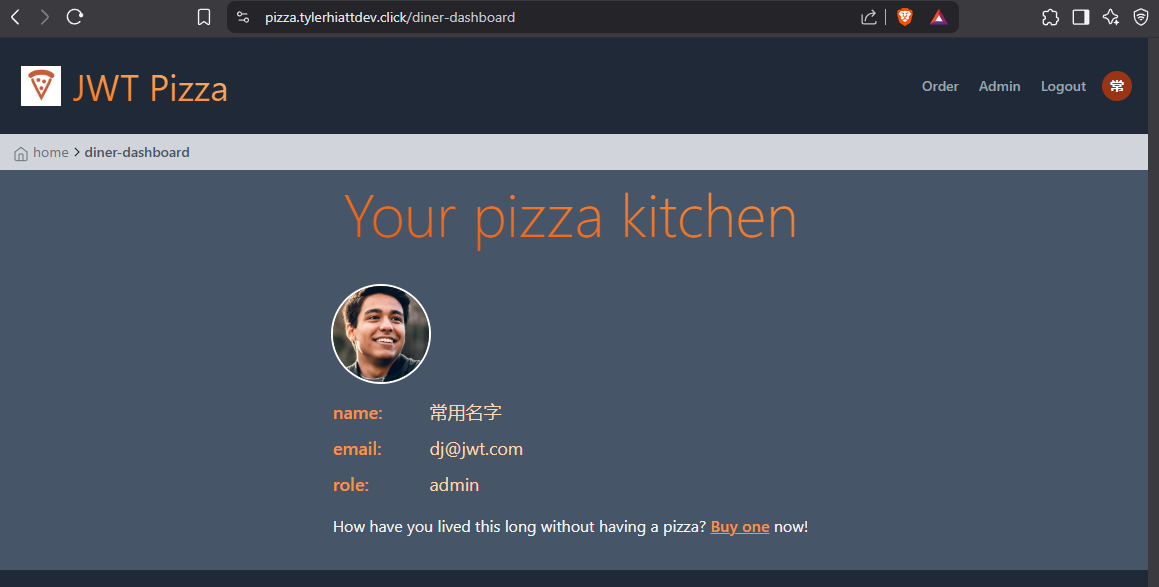 pizza.tylerhiattdev.click/diner-dashboard
JWT Pizza
Order Admin Logout 常
home > diner-dashboard
Your pizza kitchen
name: 常用名字
email: dj@jwt.com
role: admin
How have you lived this long without having a pizza? Buy one now!